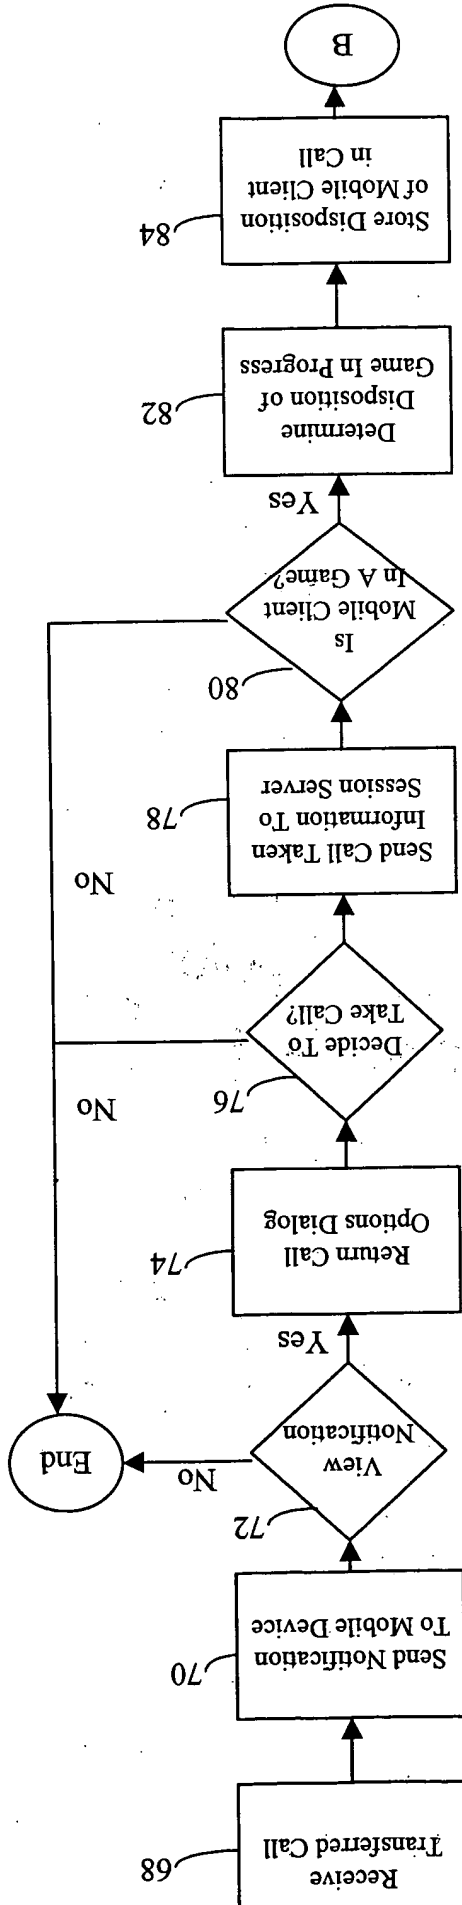 Receive
Transferred Call
68
Send Notification
To Mobile Device
70
View
Notification
72
No
End
Yes
Return Call
Options Dialog
74
Decide To
Take Call?
76
No
Send Call Taken
Information To
Session Server
78
Is
Mobile Client
In A Game?
80
No
Yes
Determine
Disposition of
Game In Progress
82
Store Disposition
of Mobile Client
in Call
84
B